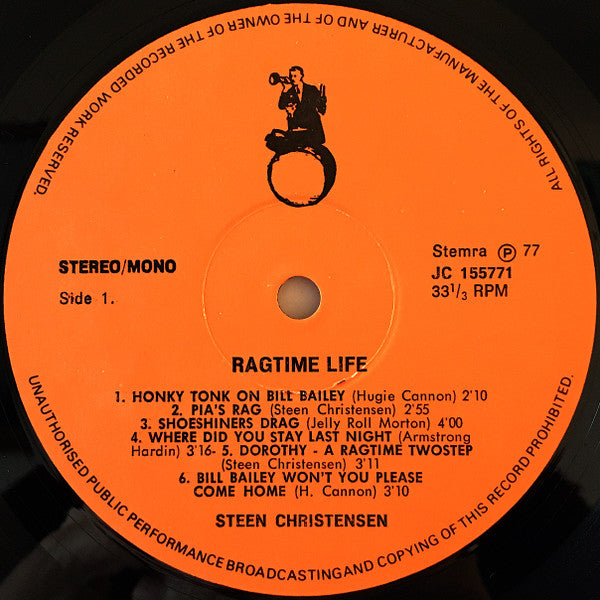 ALL RIGHTS OF THE MANUFACTURER AND OF THE OWNER OF THE RECORDED WORK RESERVED.
STEREO/MONO
Side 1.
Stemra Ⓟ 77
JC 155771
33 1/3 RPM
RAGTIME LIFE
1. HONKY TONK ON BILL BAILEY (Hugie Cannon) 2'10
2. PIA'S RAG (Steen Christensen) 2'55
3. SHOESHINERS DRAG (Jelly Roll Morton) 4'00
4. WHERE DID YOU STAY LAST NIGHT (Armstrong
Hardin) 3'16- 5. DOROTHY - A RAGTIME TWOSTEP
(Steen Christensen) 3'11
6. BILL BAILEY WON'T YOU PLEASE
COME HOME (H. Cannon) 3'10
STEEN CHRISTENSEN
UNAUTHORISED PUBLIC PERFORMANCE BROADCASTING AND COPYING OF THIS RECORD PROHIBITED.